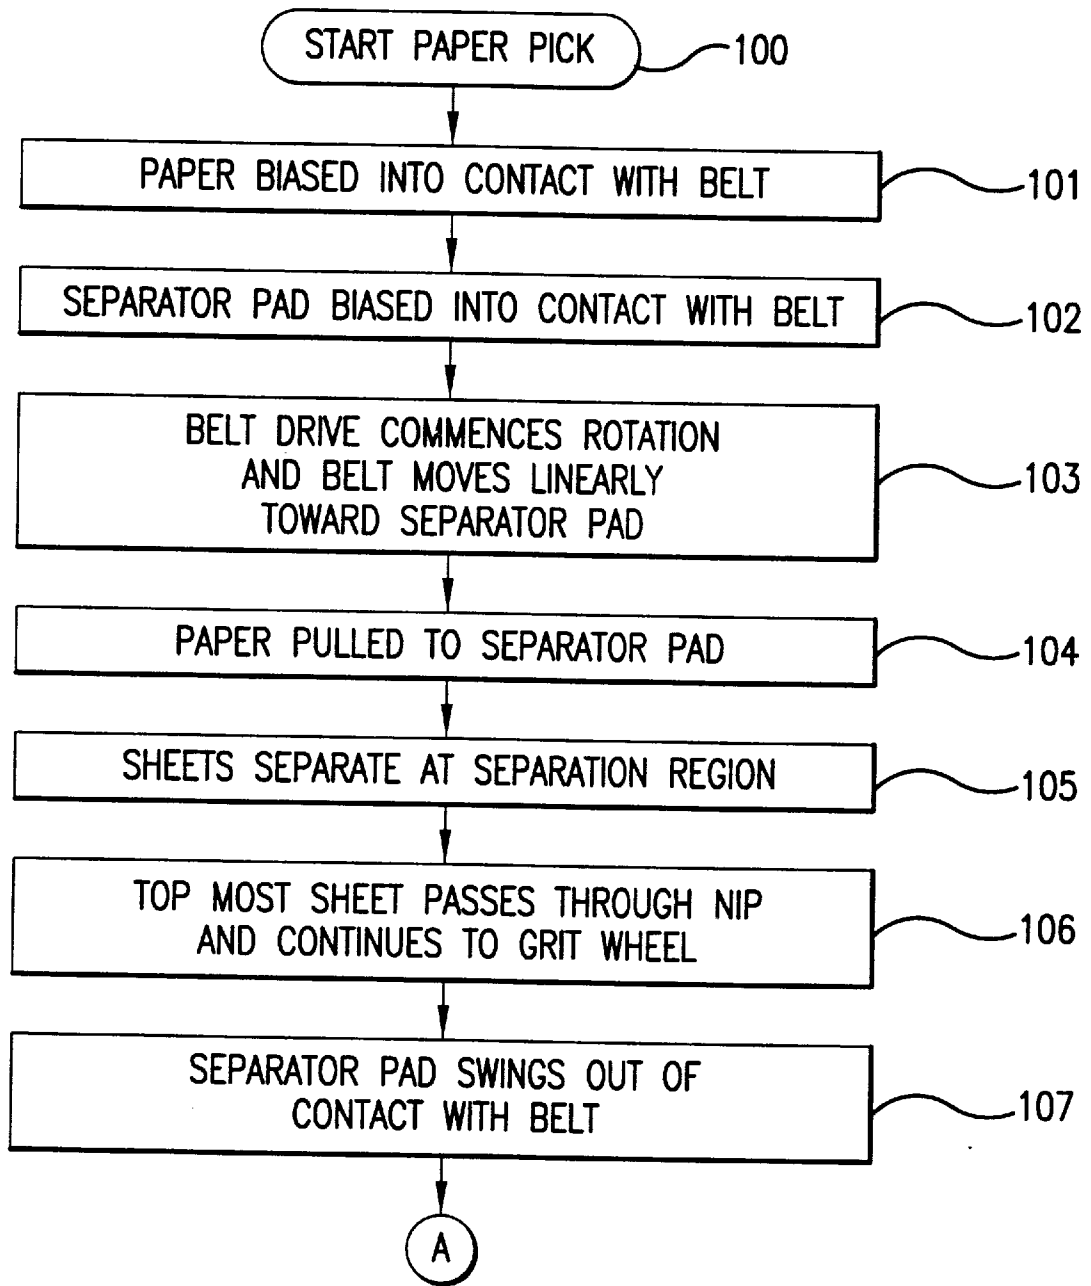 START PAPER PICK
100
PAPER BIASED INTO CONTACT WITH BELT
101
SEPARATOR PAD BIASED INTO CONTACT WITH BELT
102
BELT DRIVE COMMENCES ROTATION
AND BELT MOVES LINEARLY
TOWARD SEPARATOR PAD
103
PAPER PULLED TO SEPARATOR PAD
104
SHEETS SEPARATE AT SEPARATION REGION
105
TOP MOST SHEET PASSES THROUGH NIP
AND CONTINUES TO GRIT WHEEL
106
SEPARATOR PAD SWINGS OUT OF
CONTACT WITH BELT
107
A